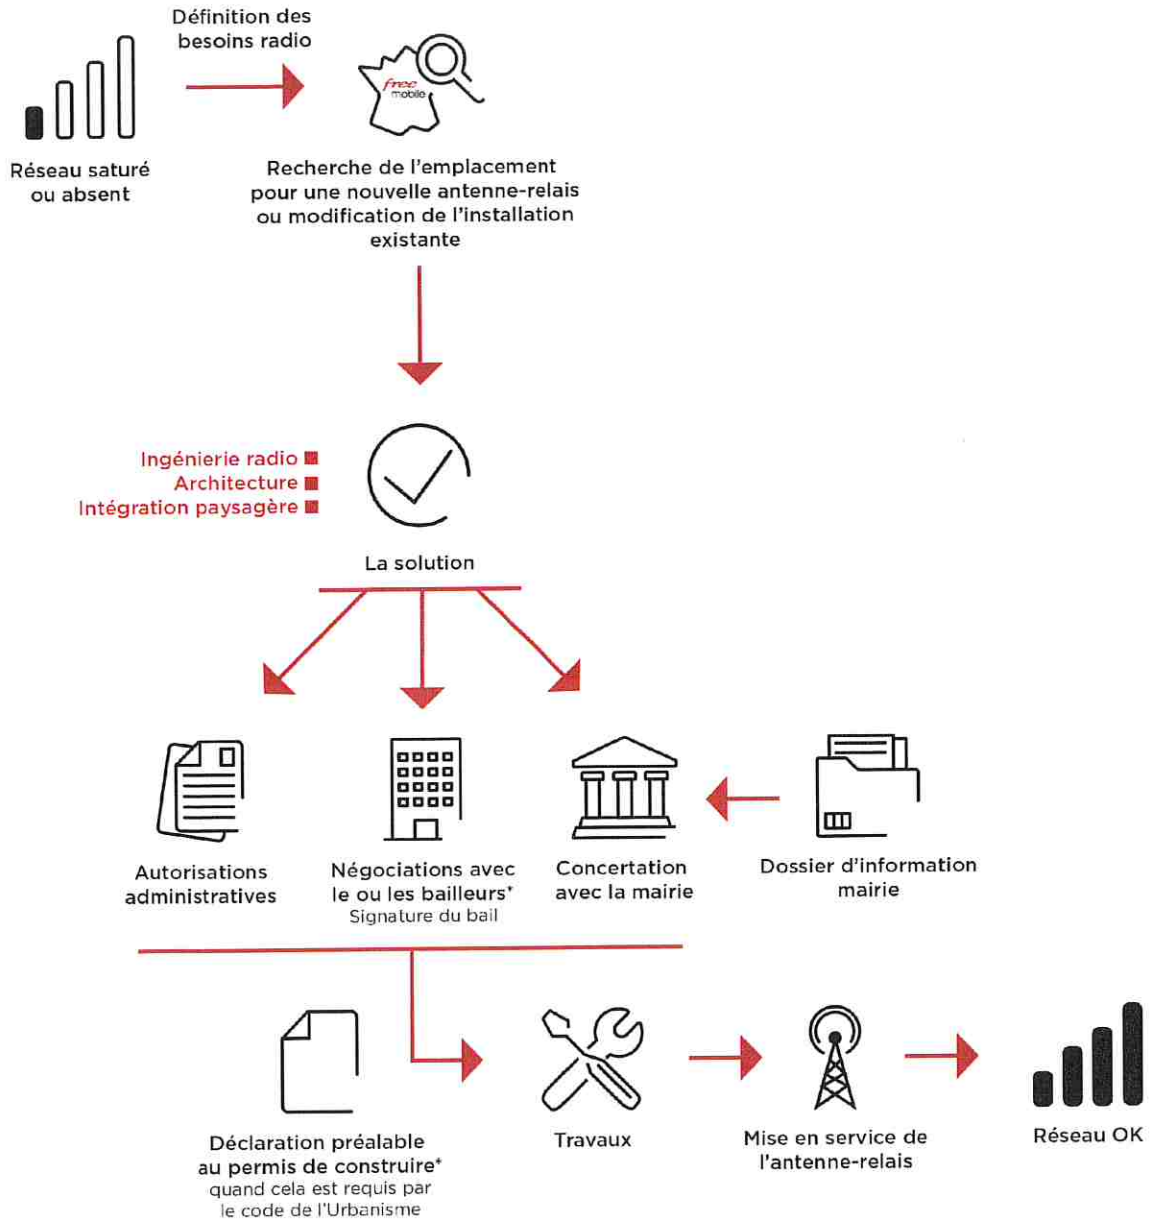 Définition des
besoins radio
free
mobile
Réseau saturé
ou absent
Recherche de l'emplacement
pour une nouvelle antenne-relais
ou modification de l'installation
existante
Ingénierie radio
Architecture
Intégration paysagère
La solution
Autorisations
administratives
Négociations avec
le ou les bailleurs*
Signature du bail
Concertation
avec la mairie
Dossier d'information
mairie
Déclaration préalable
au permis de construire*
quand cela est requis par
le code de l'Urbanisme
Travaux
Mise en service de
l'antenne-relais
Réseau OK